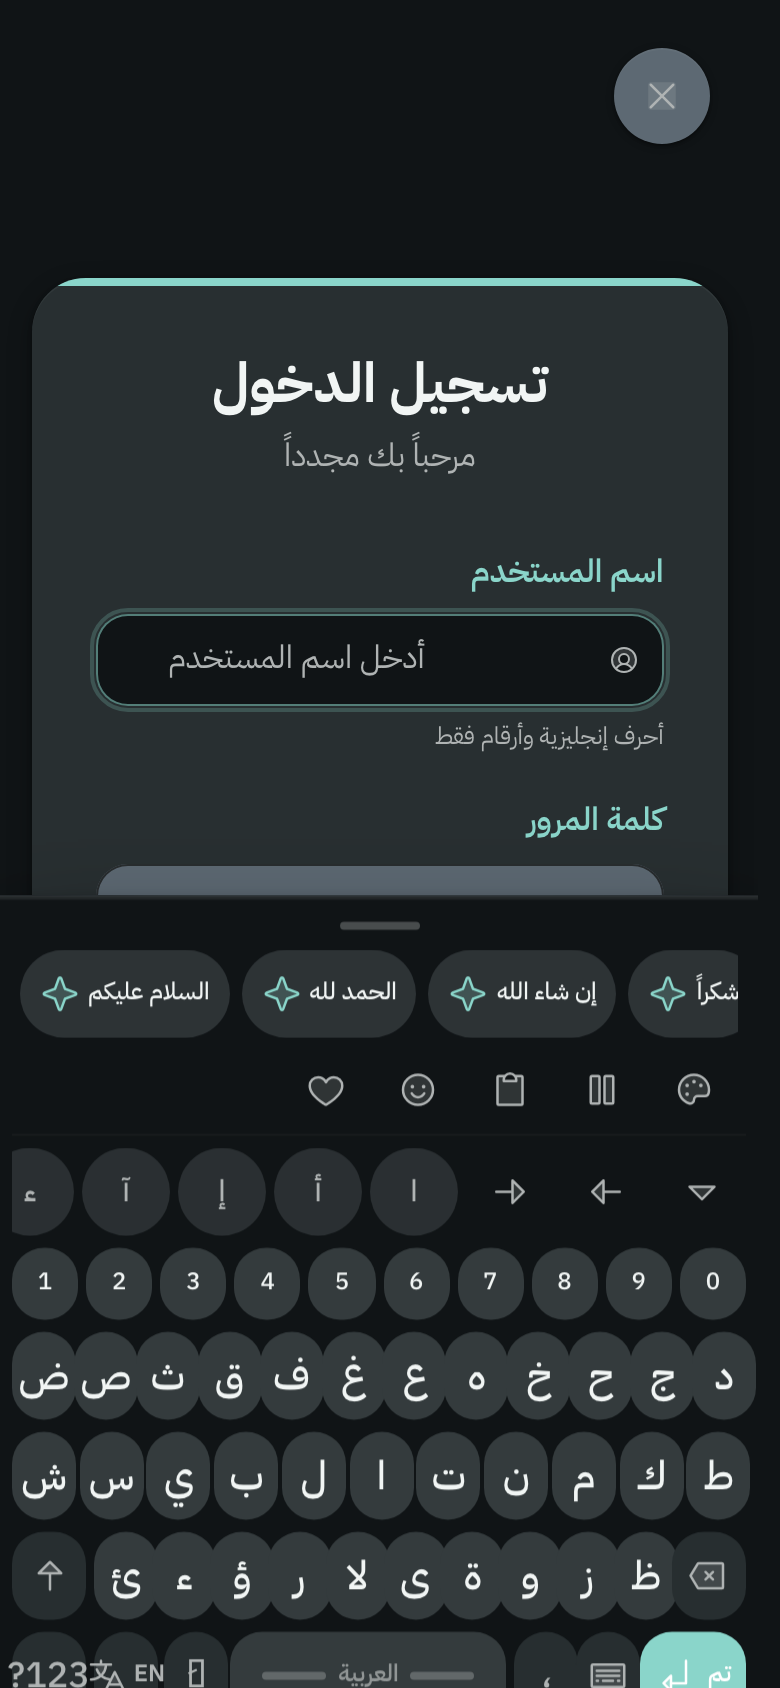 تسجيل الدخول
مرحباً بك مجدداً
اسم المستخدم
أدخل اسم المستخدم
أحرف إنجليزية وأرقام فقط
كلمة المرور
السلام عليكم الحمد لله إن شاء الله شكراً
ء آ إ أ ا
1 2 3 4 5 6 7 8 9 0
ض ص ث ق ف غ ع ه خ ح ج د
ش س ي ب ل ا ت ن م ك ط
ئ ء ؤ ر لا ى ة و ز ظ
?123 文A EN العربية ، تم